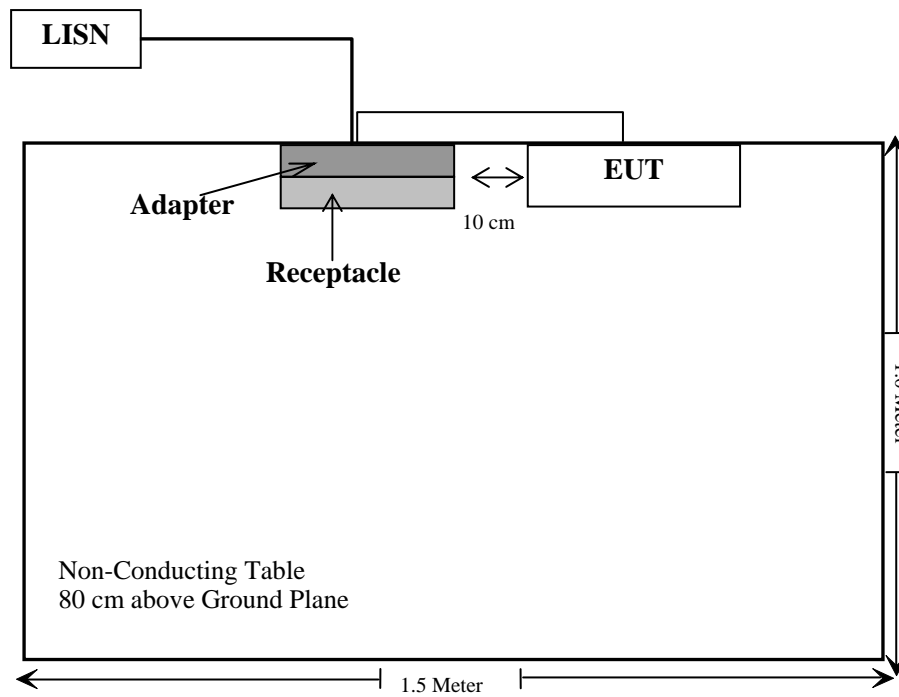 LISN
EUT
Adapter
10 cm
Receptacle
Non-Conducting Table
80 cm above Ground Plane
1.5 Meter